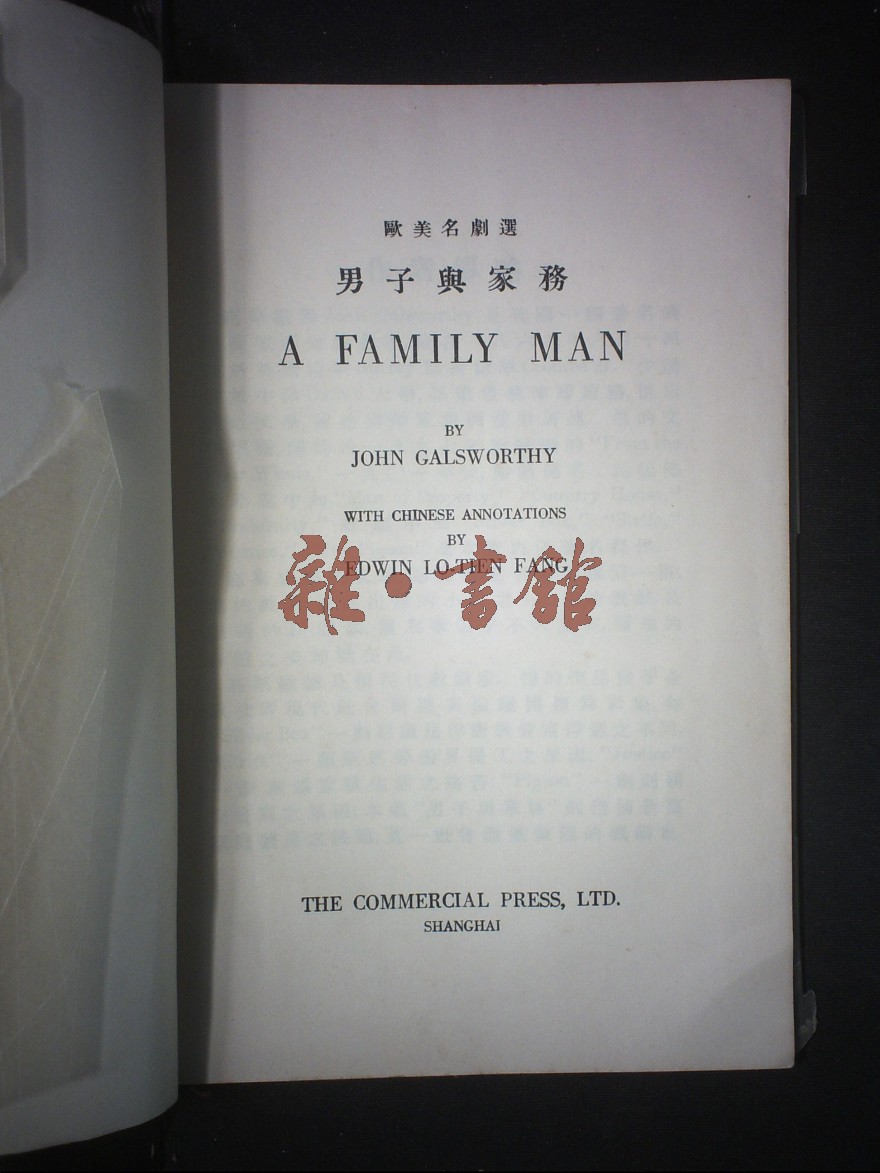 歐美名劇選
男子與家務
A FAMILY MAN
BY
JOHN GALSWORTHY
WITH CHINESE ANNOTATIONS
BY
EDWIN LO-TIEN FANG
雜·書館
THE COMMERCIAL PRESS, LTD.
SHANGHAI